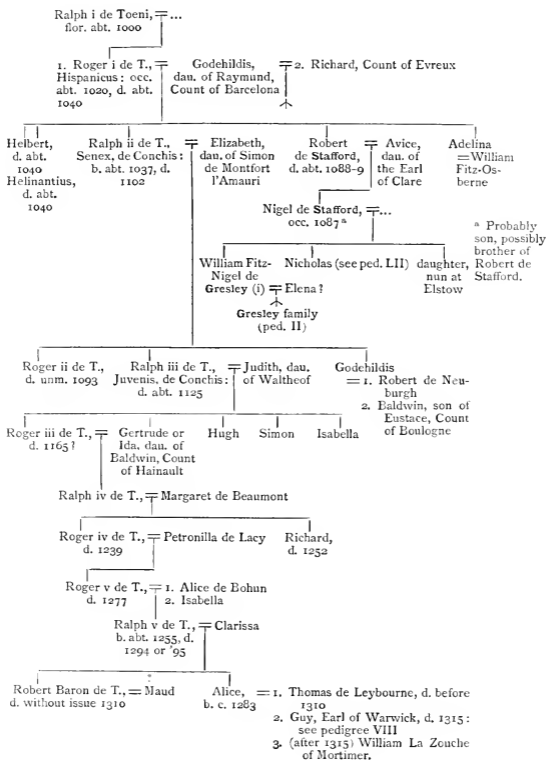 Ralph i de Toeni, ...
flor. abt. 1000
1. Roger i de T.,
Hispanicus: occ.
abt. 1020, d. abt.
1040
Godehildis,
dau. of Raymund,
Count of Barcelona
2. Richard, Count of Evreux
Helbert,
d. abt.
1040
Helinantius,
d. abt.
1040
Ralph ii de T.,
Senex, de Conchis:
b. abt. 1037, d.
1102
Elizabeth,
dau. of Simon
de Montfort
l'Amauri
Robert
de Stafford,
d. abt. 1088-9
Avice,
dau. of
the Earl
of Clare
Adelina
=William
Fitz-Os-
berne
Nigel de Stafford, ...
occ. 1087 a
a Probably
son, possibly
brother of
Robert de
Stafford.
William Fitz-
Nigel de
Gresley (i) = Elena?
Nicholas (see ped. LII)
daughter,
nun at
Elstow
Gresley family
(ped. II)
Roger ii de T.,
d. unm. 1093
Ralph iii de T.,
Juvenis, de Conchis:
d. abt. 1125
Judith, dau.
of Waltheof
Godehildis
= 1. Robert de Neu-
burgh
2. Baldwin, son of
Eustace, Count
of Boulogne
Roger iii de T.,
d. 1165?
Gertrude or
Ida, dau. of
Baldwin, Count
of Hainault
Hugh
Simon
Isabella
Ralph iv de T., = Margaret de Beaumont
Roger iv de T., = Petronilla de Lacy
d. 1239
Richard,
d. 1252
Roger v de T., = 1. Alice de Bohun
d. 1277 2. Isabella
Ralph v de T., = Clarissa
b. abt. 1255, d.
1294 or '95
Robert Baron de T., = Maud
d. without issue 1310
Alice,
b. c. 1283
= 1. Thomas de Leybourne, d. before
1310
2. Guy, Earl of Warwick, d. 1315:
see pedigree VIII
3. (after 1315) William La Zouche
of Mortimer.